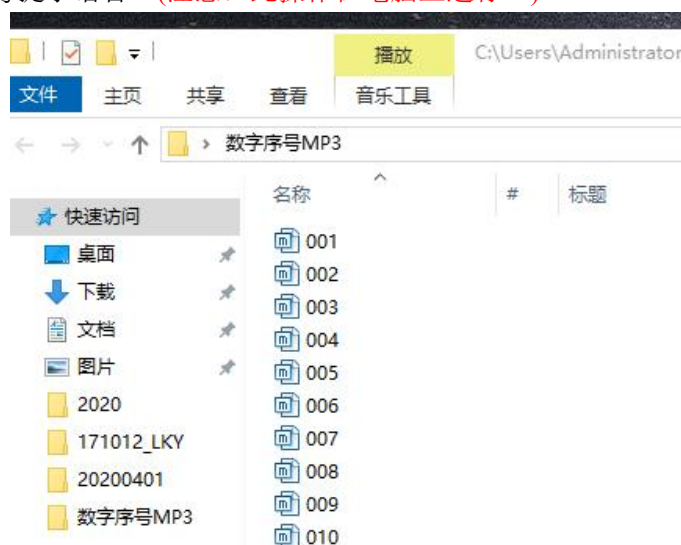 播放
C:\Users\Administrator
文件
主页
共享
查看
音乐工具
数字序号MP3
名称
#
标题
快速访问
桌面
下载
文档
图片
2020
171012_LKY
20200401
数字序号MP3
001
002
003
004
005
006
007
008
009
010